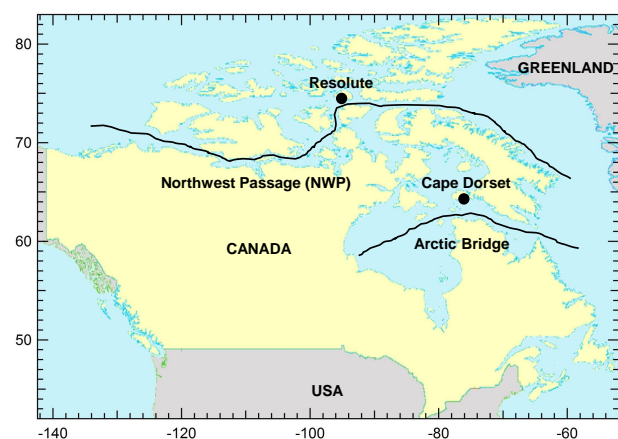 80
GREENLAND
Resolute
70
Northwest Passage (NWP)
Cape Dorset
60
CANADA
Arctic Bridge
50
USA
-140
-120
-100
-80
-60